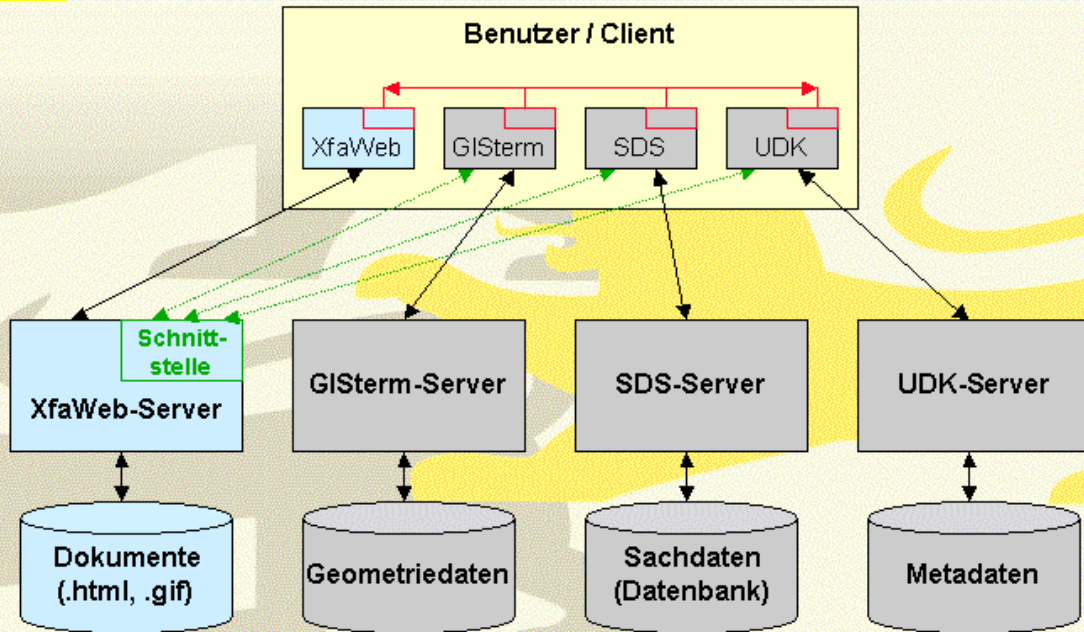 Benutzer / Client
XfaWeb
GISterm
SDS
UDK
Schnitt-
stelle
XfaWeb-Server
GISterm-Server
SDS-Server
UDK-Server
Dokumente
(.html, .gif)
Geometriedaten
Sachdaten
(Datenbank)
Metadaten